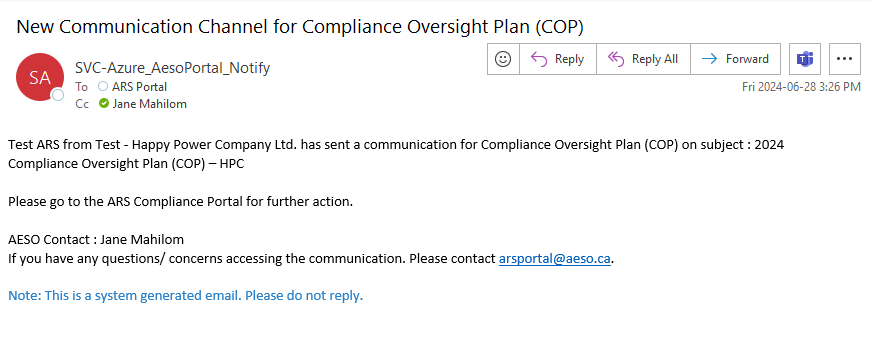 New Communication Channel for Compliance Oversight Plan (COP)
SA
SVC-Azure_AesoPortal_Notify
To ARS Portal
Cc Jane Mahilom
Reply
Reply All
Forward
Fri 2024-06-28 3:26 PM
Test ARS from Test - Happy Power Company Ltd. has sent a communication for Compliance Oversight Plan (COP) on subject : 2024
Compliance Oversight Plan (COP) – HPC
Please go to the ARS Compliance Portal for further action.
AESO Contact : Jane Mahilom
If you have any questions/ concerns accessing the communication. Please contact arsportal@aeso.ca.
Note: This is a system generated email. Please do not reply.